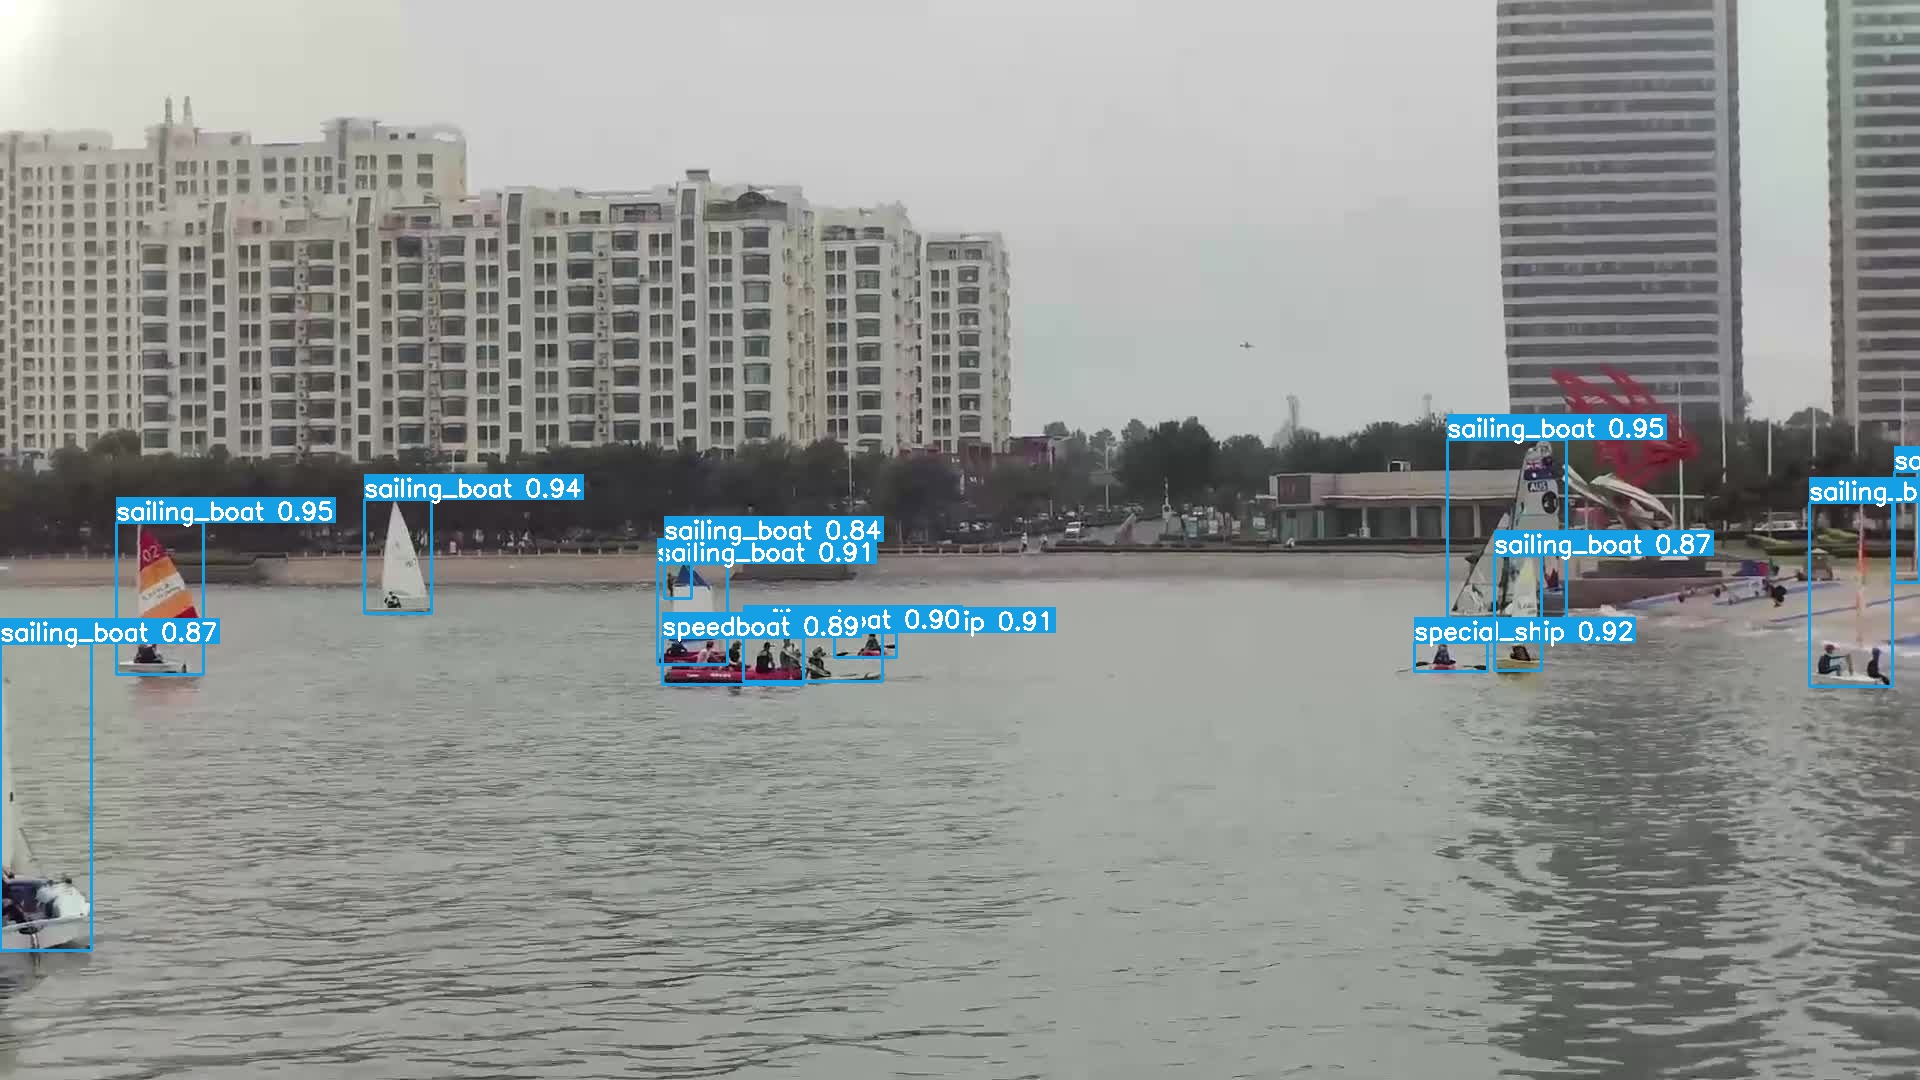 sailing_boat 0.95
sailing_boat 0.95
AUS
sailing_boat 0.94
sailing_b
sailing_boat 0.84
02
sailing_boat 0.91
sailing_boat 0.87
speedboat 0.89
at 0.90
ip 0.91
sailing_boat 0.87
special_ship 0.92